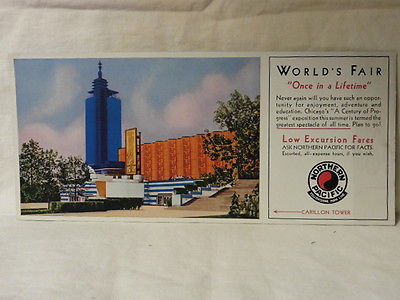 WORLD'S FAIR
"Once in a Lifetime"
Never again will you have such an oppor-
tunity for enjoyment, adventure and
education. Chicago's "A Century of Pro-
gress" exposition this summer is termed the
greatest spectacle of all time. Plan to go!
Low Excursion Fares
ASK NORTHERN PACIFIC FOR FACTS.
Escorted, all-expense tours, if you wish.
NORTHERN
PACIFIC
YELLOWSTONE PARK LINE
CARILLON TOWER